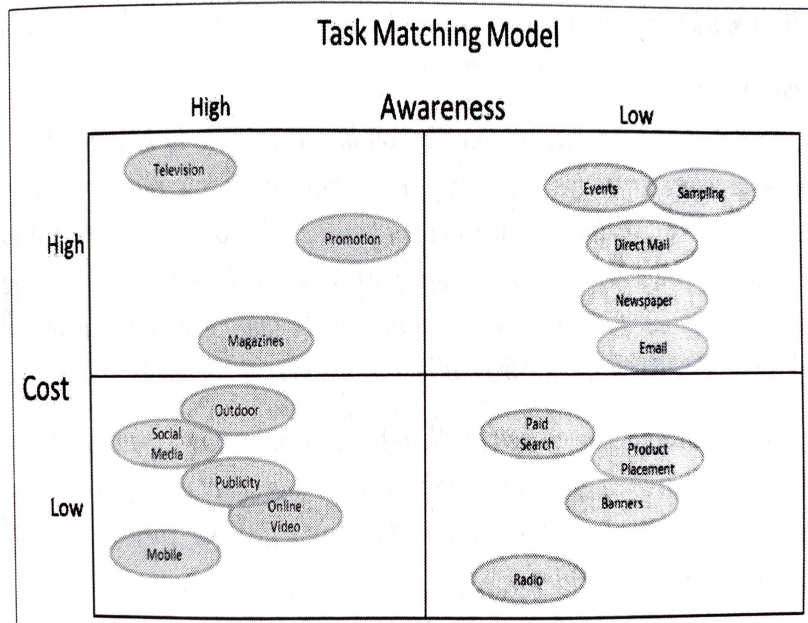 Task Matching Model
High Awareness Low
Television
Events Sampling
High
Promotion
Direct Mail
Newspaper
Magazines
Email
Cost
Outdoor
Social
Media
Paid
Search
Product
Placement
Publicity
Low
Online
Video
Banners
Mobile
Radio